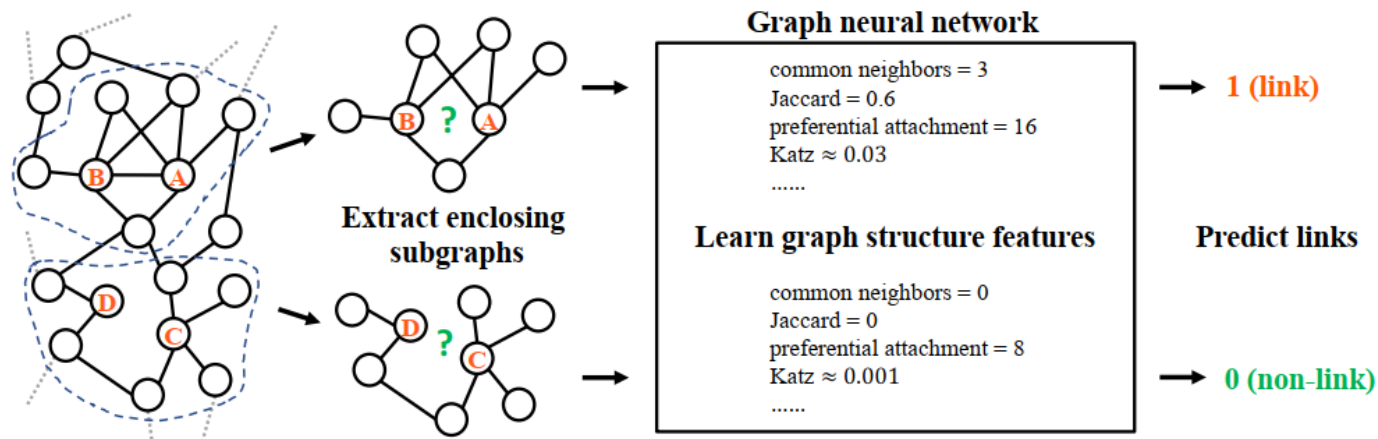 B
A
D
C
B
?
A
Extract enclosing
subgraphs
D
?
C
Graph neural network
common neighbors = 3
Jaccard = 0.6
preferential attachment = 16
Katz ≈ 0.03
......
Learn graph structure features
common neighbors = 0
Jaccard = 0
preferential attachment = 8
Katz ≈ 0.001
......
1 (link)
Predict links
0 (non-link)